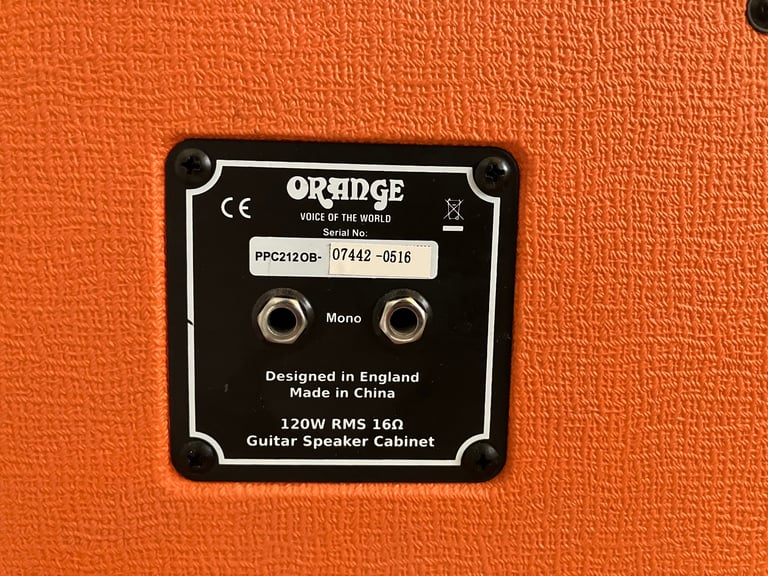 ORANGE
CE
VOICE OF THE WORLD
Serial No:
PPC212OB- 07442-0516
Mono
Designed in England
Made in China
120W RMS 16Ω
Guitar Speaker Cabinet